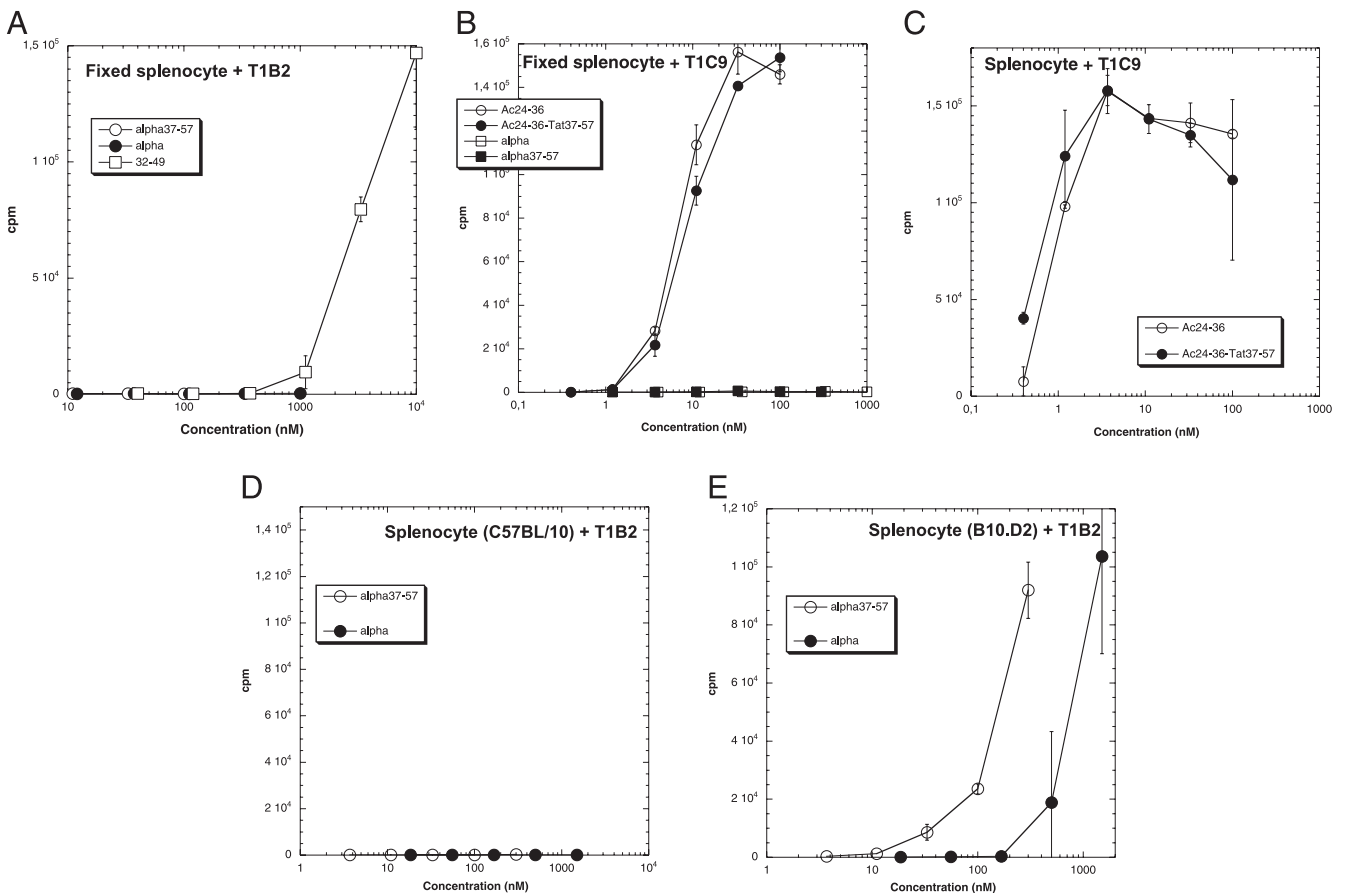 A
Fixed splenocyte + T1B2
1,5 10⁵
1 10⁵
5 10⁴
0
cpm
alpha37-57
alpha
32-49
10
100
1000
10⁴
Concentration (nM)
B
Fixed splenocyte + T1C9
1,6 10⁵
1,4 10⁵
1 10⁵
8 10⁴
6 10⁴
4 10⁴
2 10⁴
0
cpm
Ac24-36
Ac24-36-Tat37-57
alpha
alpha37-57
0,1
1
10
100
1000
Concentration (nM)
C
Splenocyte + T1C9
1,5 10⁵
1 10⁵
5 10⁴
0
cpm
Ac24-36
Ac24-36-Tat37-57
0,1
1
10
100
1000
Concentration (nM)
D
Splenocyte (C57BL/10) + T1B2
1,4 10⁵
1,2 10⁵
1 10⁵
8 10⁴
6 10⁴
4 10⁴
2 10⁴
0
cpm
alpha37-57
alpha
1
10
100
1000
10⁴
Concentration (nM)
E
Splenocyte (B10.D2) + T1B2
1,2 10⁵
1 10⁵
8 10⁴
6 10⁴
4 10⁴
2 10⁴
0
cpm
alpha37-57
alpha
1
10
100
1000
Concentration (nM)